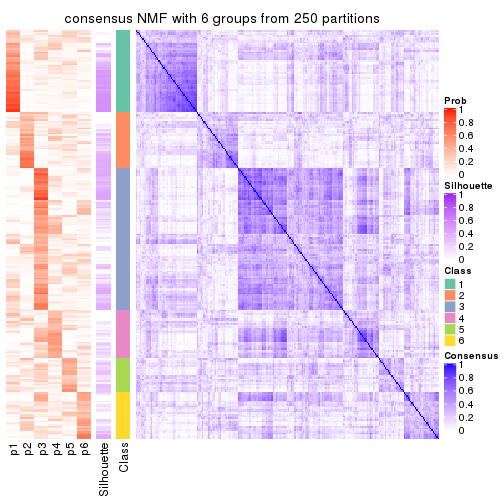 consensus NMF with 6 groups from 250 partitions
Prob
1
0.8
0.6
0.4
0.2
0
Silhouette
1
0.8
0.6
0.4
0.2
0
Class
1
2
3
4
5
6
Consensus
1
0.8
0.6
0.4
0.2
0
p1
p2
p3
p4
p5
p6
Silhouette
Class